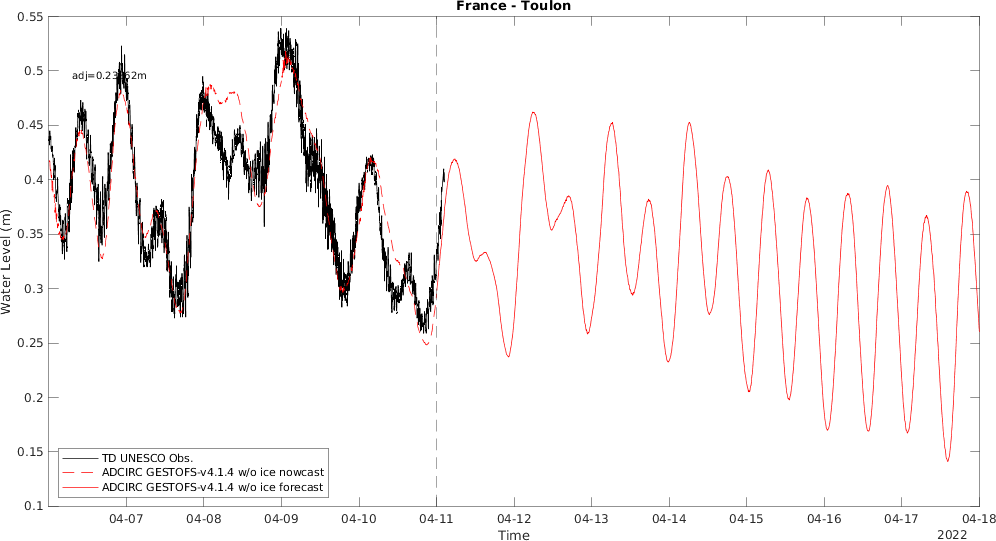 France - Toulon
0.55
0.5
0.45
0.4
0.35
0.3
0.25
0.2
0.15
0.1
Water Level (m)
TD UNESCO Obs.
ADCIRC GESTOFS-v4.1.4 w/o ice nowcast
ADCIRC GESTOFS-v4.1.4 w/o ice forecast
04-07 04-08 04-09 04-10 04-11 04-12 04-13 04-14 04-15 04-16 04-17 04-18
Time
2022